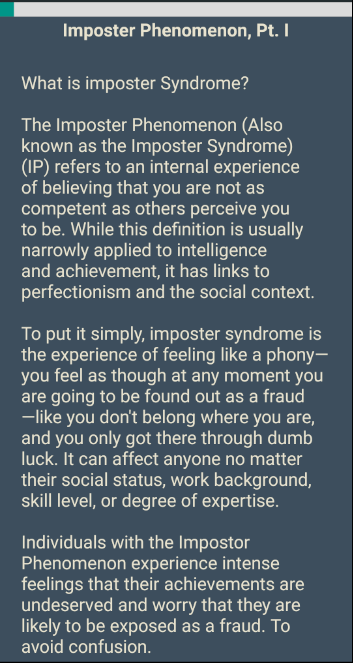 Imposter Phenomenon, Pt. I
What is imposter Syndrome?
The Imposter Phenomenon (Also
known as the Imposter Syndrome)
(IP) refers to an internal experience
of believing that you are not as
competent as others perceive you
to be. While this definition is usually
narrowly applied to intelligence
and achievement, it has links to
perfectionism and the social context.
To put it simply, imposter syndrome is
the experience of feeling like a phony—
you feel as though at any moment you
are going to be found out as a fraud
—like you don't belong where you are,
and you only got there through dumb
luck. It can affect anyone no matter
their social status, work background,
skill level, or degree of expertise.
Individuals with the Impostor
Phenomenon experience intense
feelings that their achievements are
undeserved and worry that they are
likely to be exposed as a fraud. To
avoid confusion.